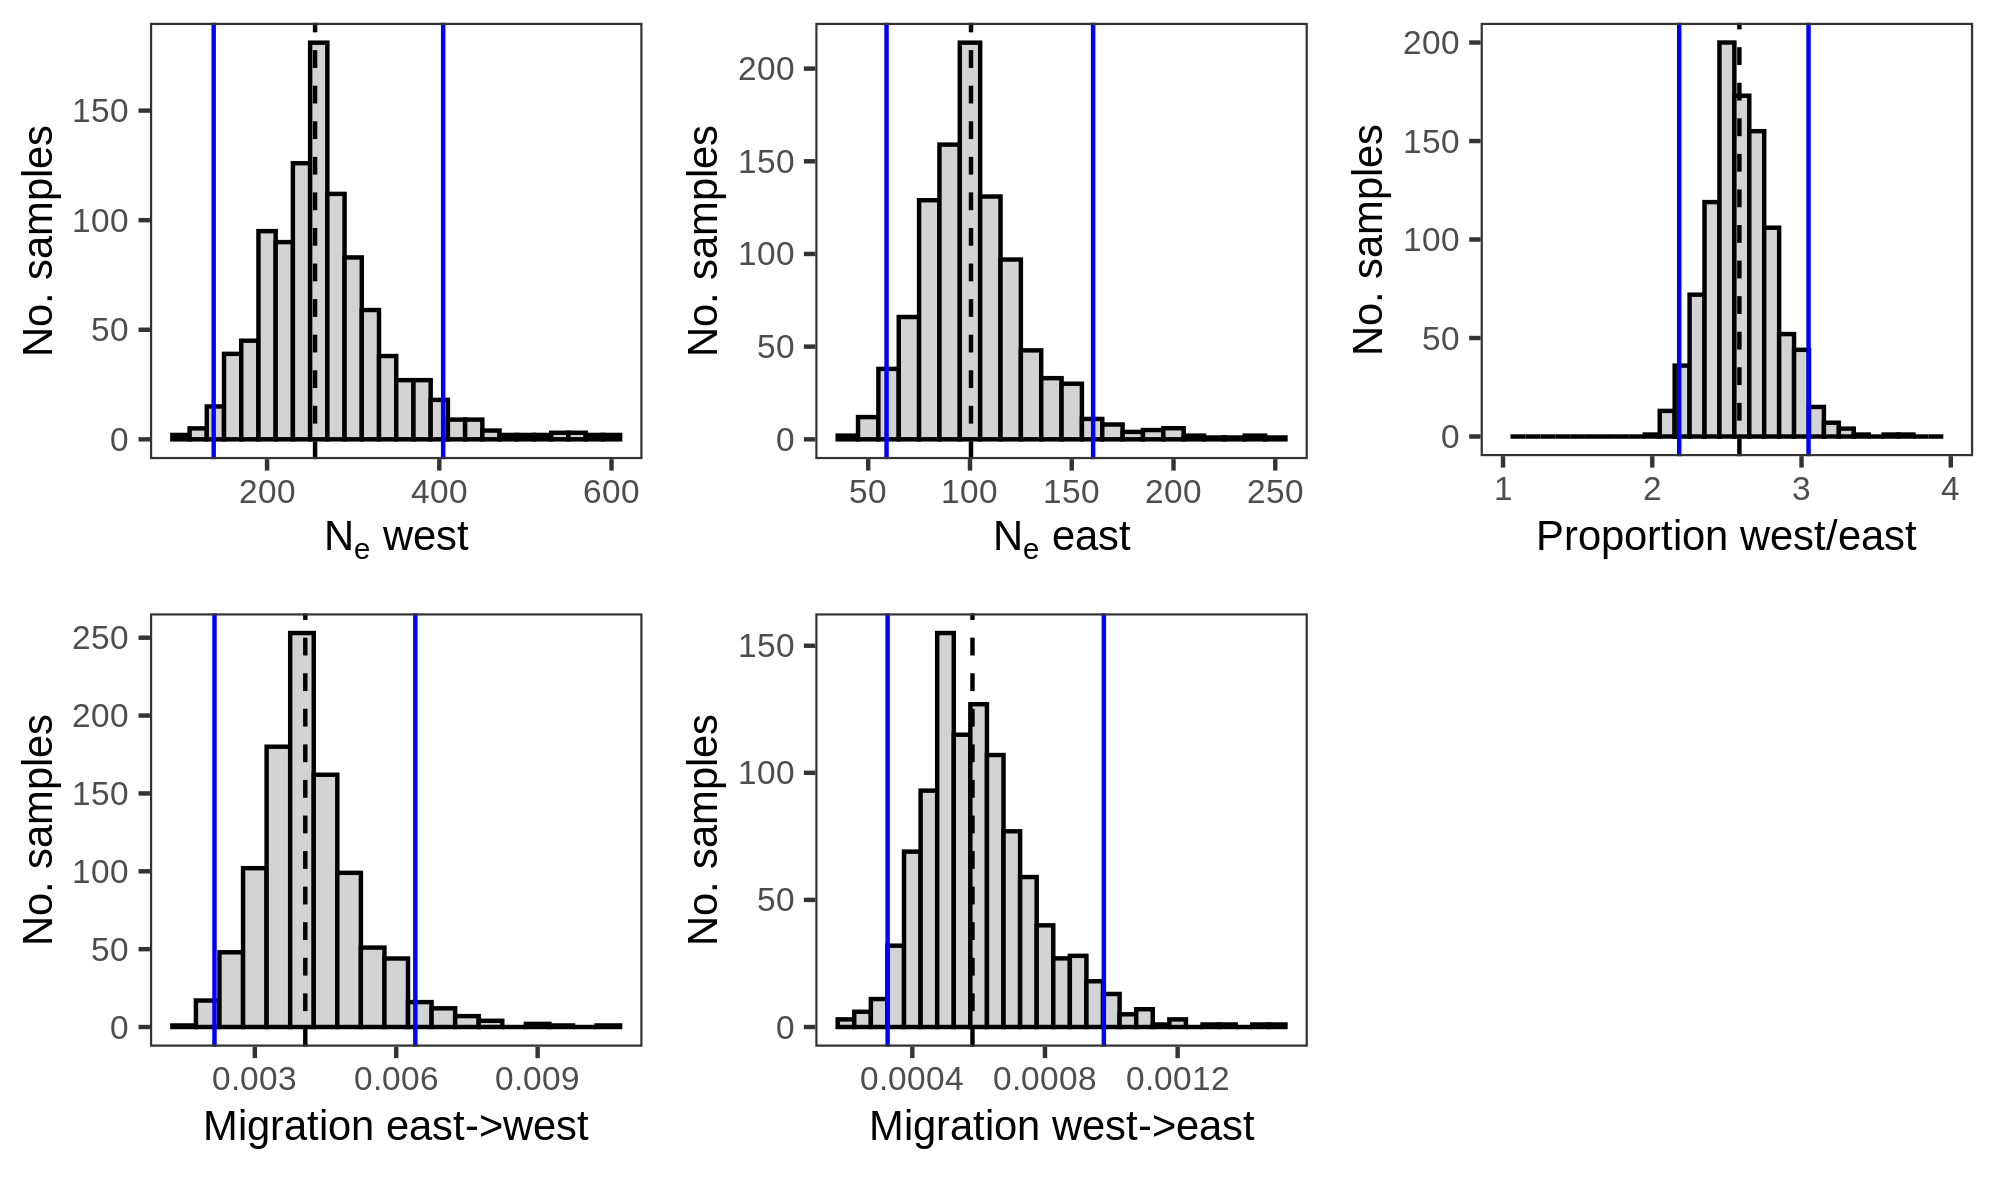 No. samples
150
100
50
0
200 400 600
Ne west
No. samples
200
150
100
50
0
50 100 150 200 250
Ne east
No. samples
200
150
100
50
0
1 2 3 4
Proportion west/east
No. samples
250
200
150
100
50
0
0.003 0.006 0.009
Migration east->west
No. samples
150
100
50
0
0.0004 0.0008 0.0012
Migration west->east